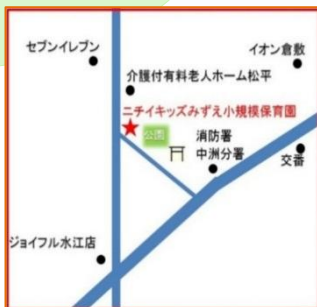 セブンイレブン
イオン倉敷
介護付有料老人ホーム松平
ニチイキッズみずえ小規模保育園
公園
消防署
中洲分署
交番
ジョイフル水江店